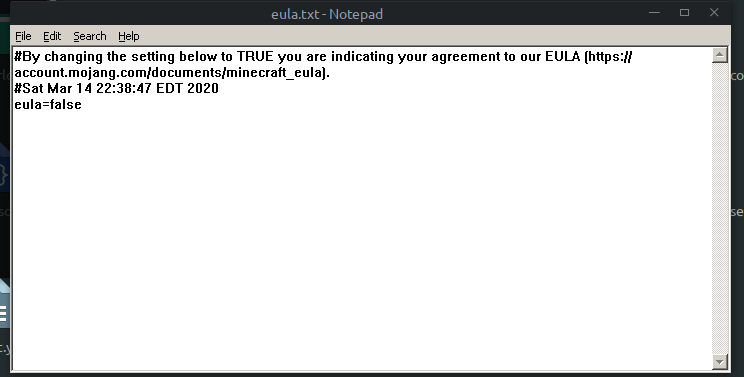 eula.txt - Notepad
File Edit Search Help
#By changing the setting below to TRUE you are indicating your agreement to our EULA (https://
account.mojang.com/documents/minecraft_eula).
#Sat Mar 14 22:38:47 EDT 2020
eula=false
co
se